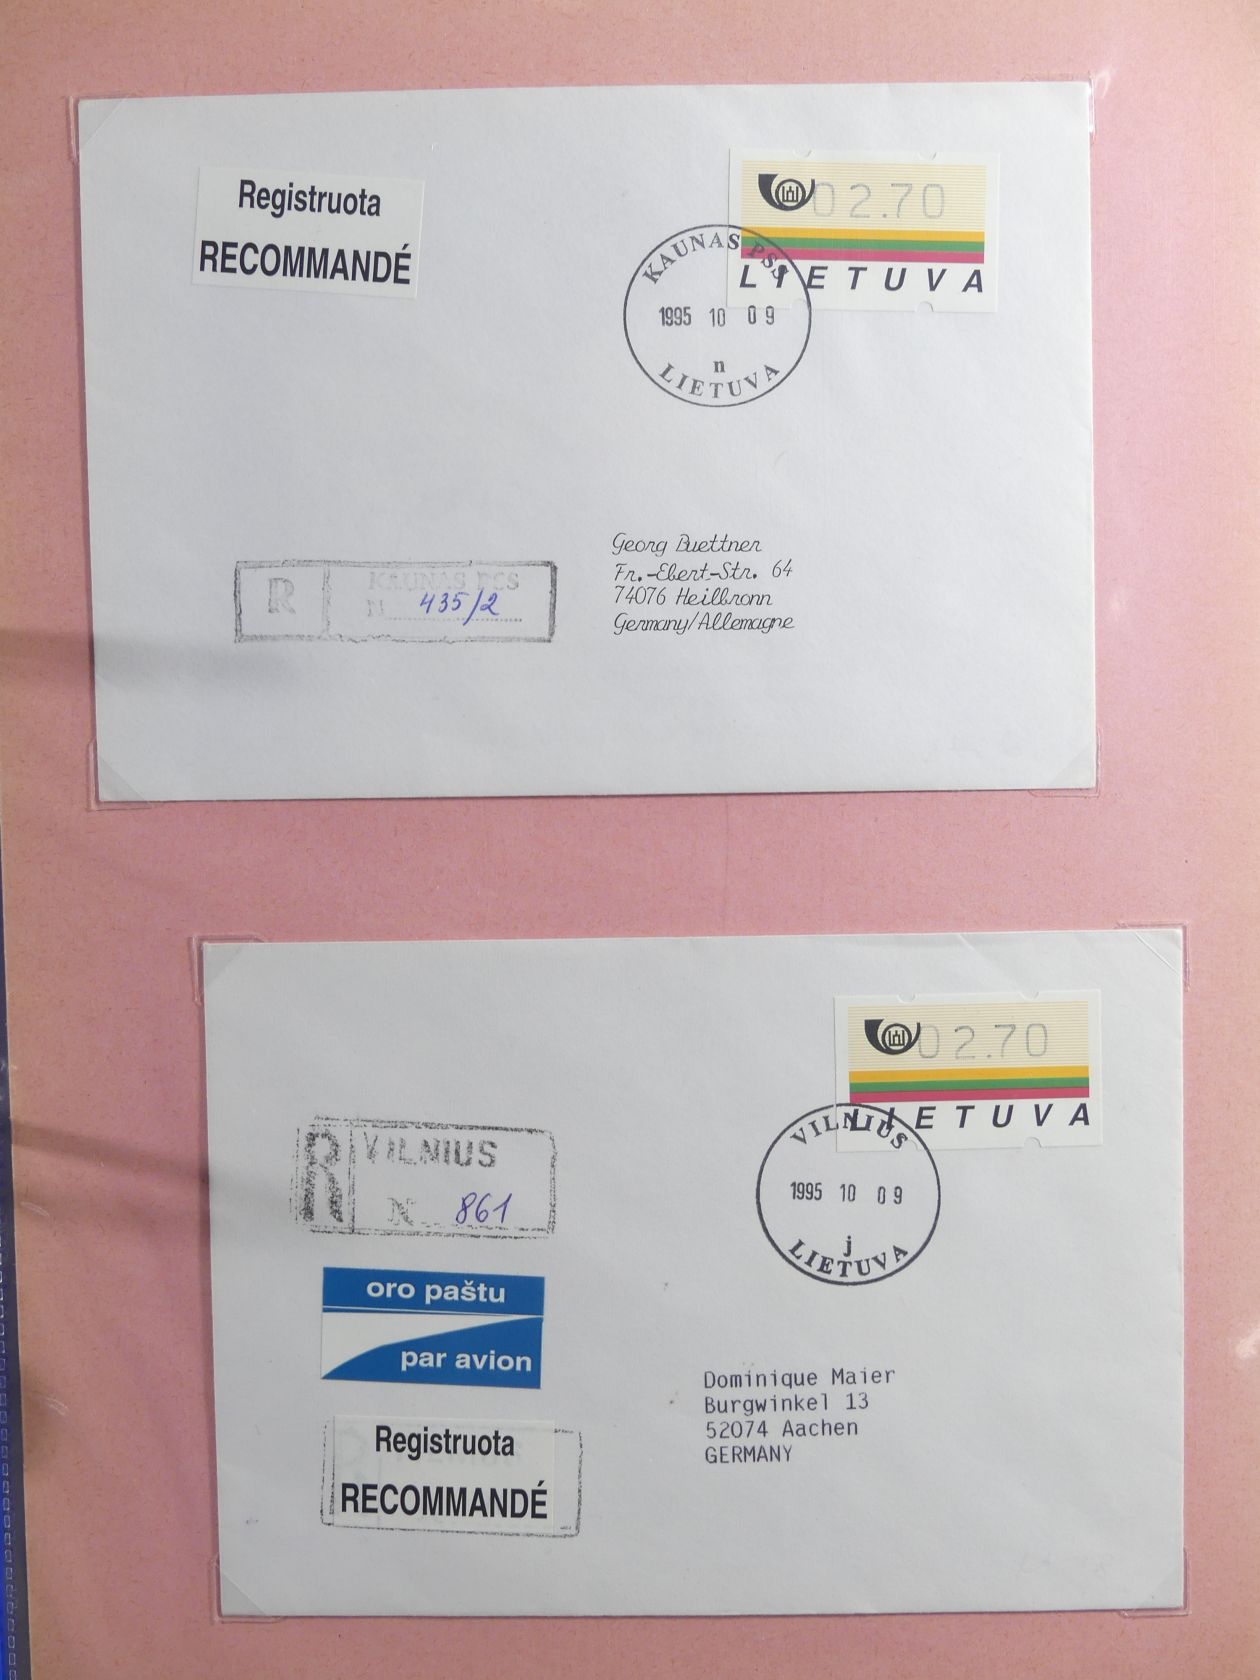 Registruota
RECOMMANDÉ
02.70
LIETUVA
KAUNAS PSS
1995 10 09
n
LIETUVA
R
KAUNAS PSS
N 435/2
Georg Buettner
Fr.-Ebert-Str. 64
74076 Heilbronn
Germany/Allemagne
02.70
LIETUVA
VILNIUS
1995 10 09
j
LIETUVA
R
VILNIUS
N 861
oro paštu
par avion
Registruota
RECOMMANDÉ
Dominique Maier
Burgwinkel 13
52074 Aachen
GERMANY